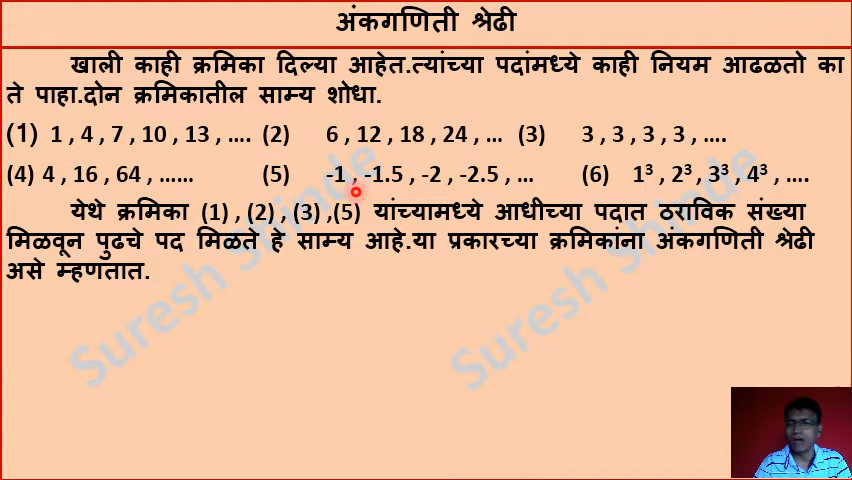 अंकगणिती श्रेढी
खाली काही क्रमिका दिल्या आहेत.त्यांच्या पदांमध्ये काही नियम आढळतो का
ते पाहा.दोन क्रमिकातील साम्य शोधा.
(1) 1 , 4 , 7 , 10 , 13 , .... (2) 6 , 12 , 18 , 24 , ... (3) 3 , 3 , 3 , 3 , ....
(4) 4 , 16 , 64 , ...... (5) -1 , -1.5 , -2 , -2.5 , ... (6) 1³ , 2³ , 3³ , 4³ , ....
येथे क्रमिका (1) , (2) , (3) ,(5) यांच्यामध्ये आधीच्या पदात ठराविक संख्या
मिळवून पुढचे पद मिळते हे साम्य आहे.या प्रकारच्या क्रमिकांना अंकगणिती श्रेढी
असे म्हणतात.
Suresh Shinde
Suresh Shinde